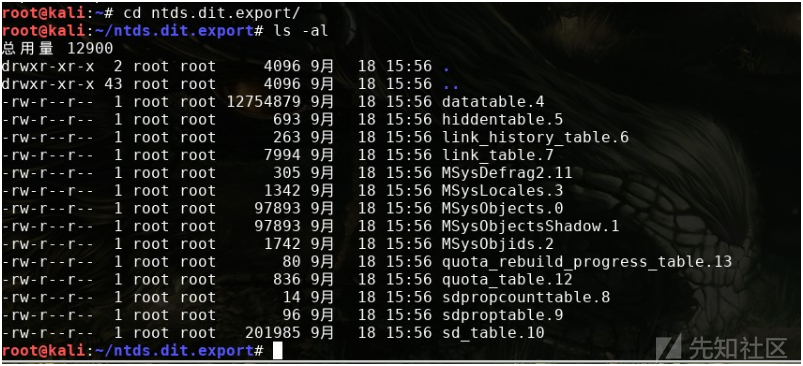 root@kali:~# cd ntds.dit.export/
root@kali:~/ntds.dit.export# ls -al
总用量 12900
drwxr-xr-x  2 root root     4096 9月  18 15:56 .
drwxr-xr-x 43 root root     4096 9月  18 15:56 ..
-rw-r--r--  1 root root 12754879 9月  18 15:56 datatable.4
-rw-r--r--  1 root root      693 9月  18 15:56 hiddentable.5
-rw-r--r--  1 root root      263 9月  18 15:56 link_history_table.6
-rw-r--r--  1 root root     7994 9月  18 15:56 link_table.7
-rw-r--r--  1 root root      305 9月  18 15:56 MSysDefrag2.11
-rw-r--r--  1 root root     1342 9月  18 15:56 MSysLocales.3
-rw-r--r--  1 root root    97893 9月  18 15:56 MSysObjects.0
-rw-r--r--  1 root root    97893 9月  18 15:56 MSysObjectsShadow.1
-rw-r--r--  1 root root     1742 9月  18 15:56 MSysObjids.2
-rw-r--r--  1 root root       80 9月  18 15:56 quota_rebuild_progress_table.13
-rw-r--r--  1 root root      836 9月  18 15:56 quota_table.12
-rw-r--r--  1 root root       14 9月  18 15:56 sdpropcounttable.8
-rw-r--r--  1 root root       96 9月  18 15:56 sdproptable.9
-rw-r--r--  1 root root   201985 9月  18 15:56 sd_table.10
root@kali:~/ntds.dit.export#
先知社区